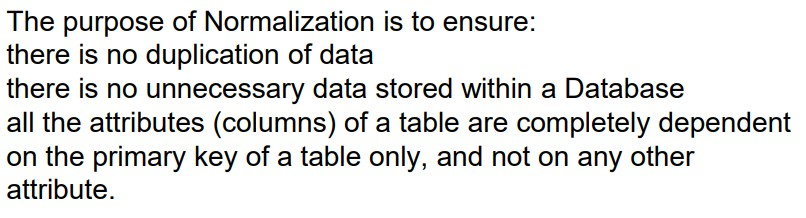 The purpose of Normalization is to ensure:
there is no duplication of data
there is no unnecessary data stored within a Database
all the attributes (columns) of a table are completely dependent
on the primary key of a table only, and not on any other
attribute.